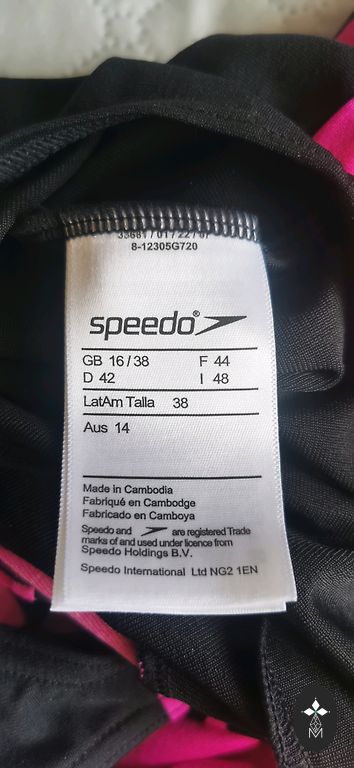 8-12305G720
speedo®
GB 16/38 F 44
D 42 I 48
LatAm Talla 38
Aus 14
Made in Cambodia
Fabriqué en Cambodge
Fabricado en Camboya
Speedo and are registered Trade
marks of and used under licence from
Speedo Holdings B.V.
Speedo International Ltd NG2 1EN
M